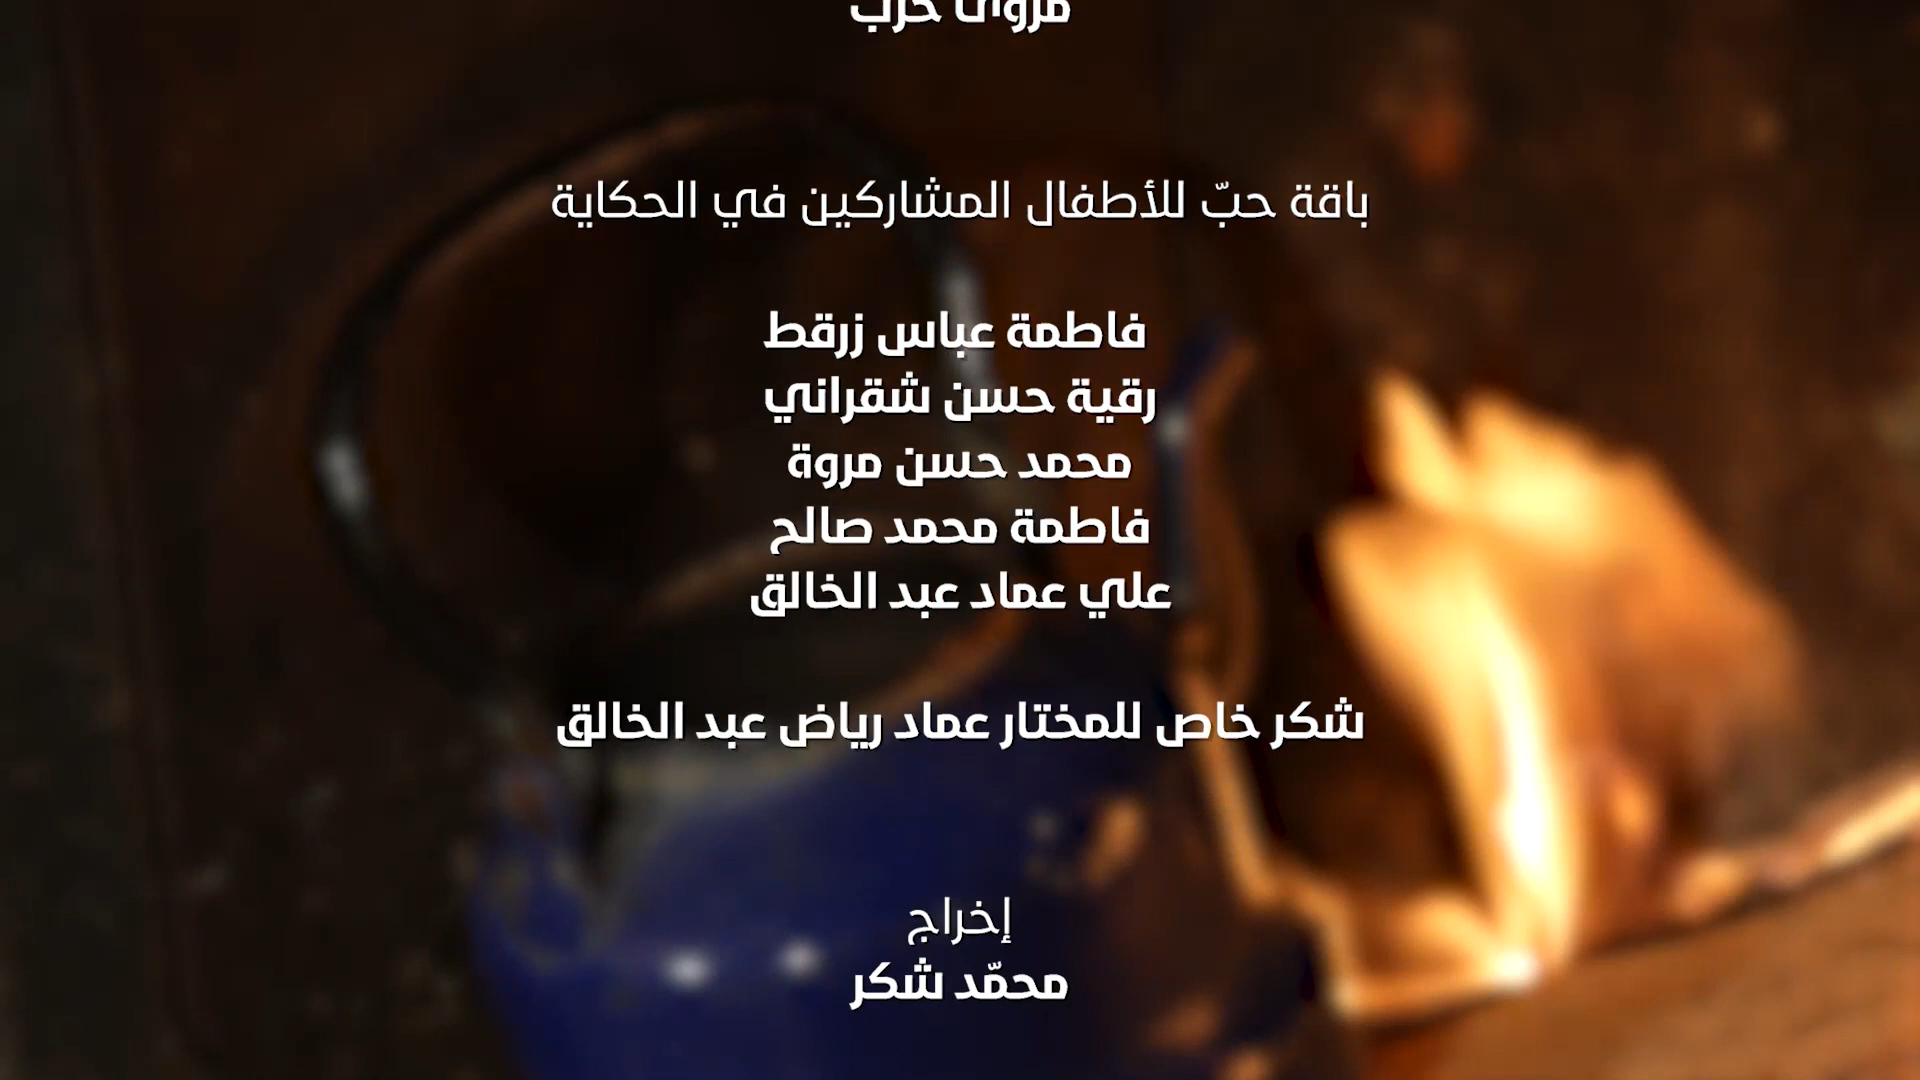 حرب
باقة حبّ للأطفال المشاركين في الحكاية
فاطمة عباس زرقط
رقية حسن شقراني
محمد حسن مروة
فاطمة محمد صالح
علي عماد عبد الخالق
شكر خاص للمختار عماد رياض عبد الخالق
إخراج
محمّد شكر